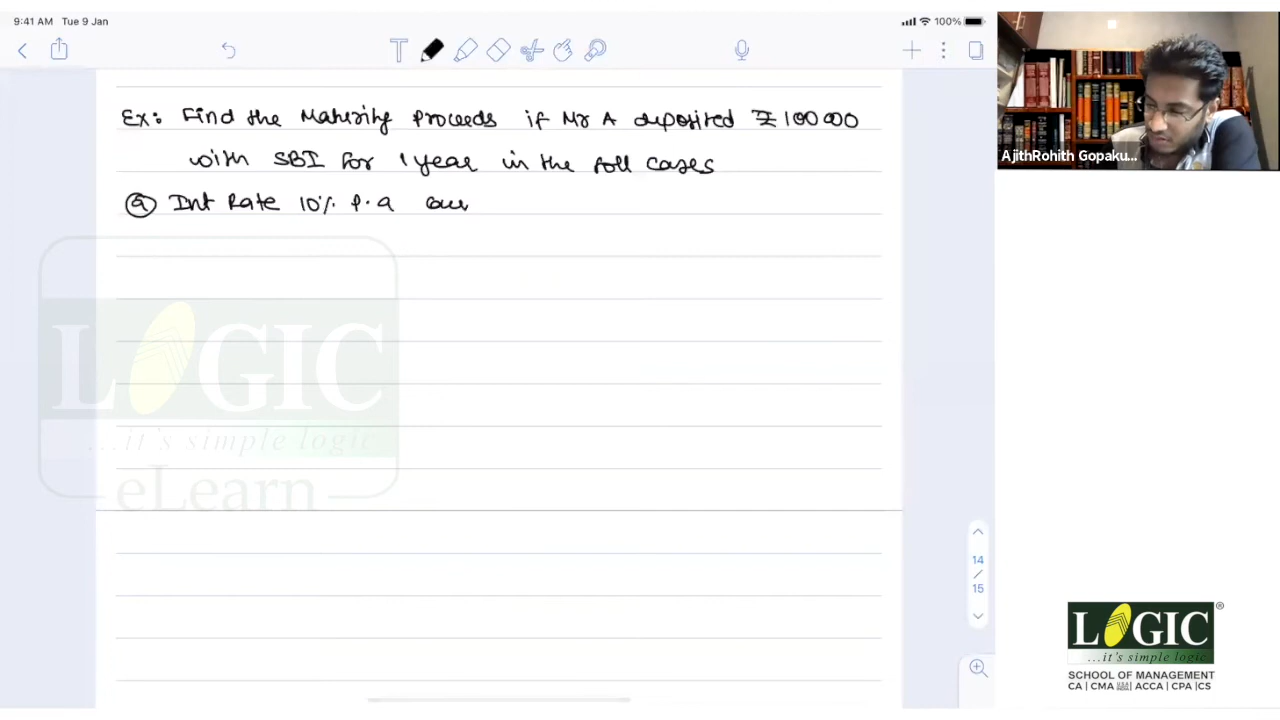 9:41 AM Tue 9 Jan
100%
T
Ex: Find the Maturity Proceeds if Mr A deposited ₹ 100000
with SBI for 1 year in the foll cases
(a) Int Rate 10% P.a
AjithRohith Gopaku...
LOGIC
...it's simple logic
eLearn
14
/
15
LOGIC ®
...it's simple logic
SCHOOL OF MANAGEMENT
CA | CMA | ACCA | CPA |CS